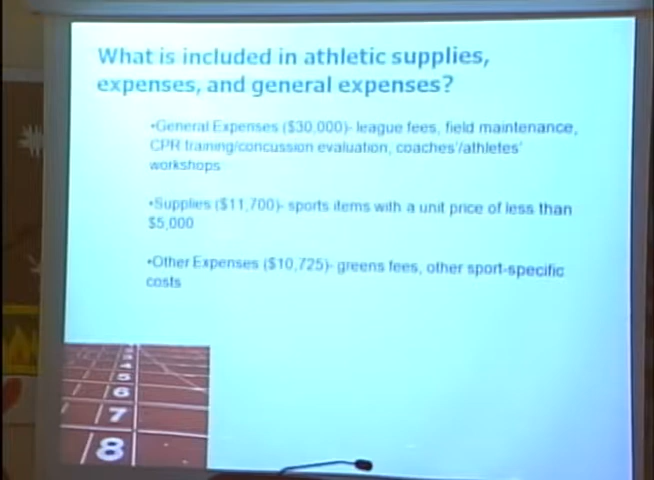 What is included in athletic supplies,
expenses, and general expenses?
•General Expenses ($30,000)- league fees, field maintenance,
CPR training/concussion evaluation, coaches'/athletes'
workshops
•Supplies ($11,700)- sports items with a unit price of less than
$5,000
•Other Expenses ($10,725)- greens fees, other sport-specific
costs
5
6
7
8